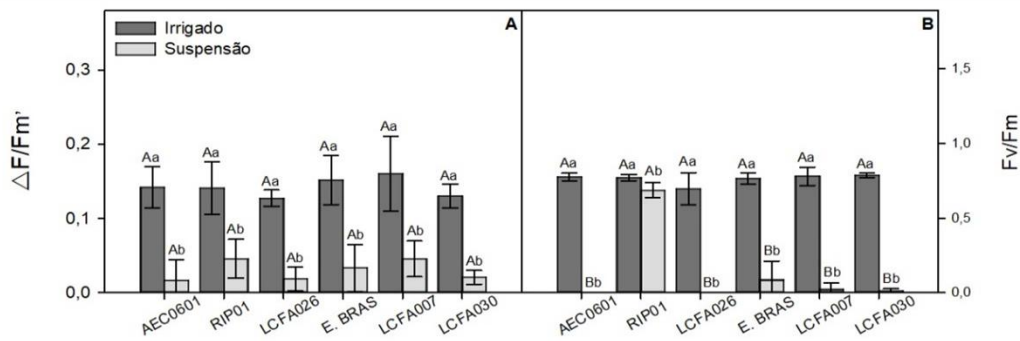 Irrigado
Suspensão
A
△F/Fm'
0,3
0,2
0,1
0,0
Aa Ab Aa Ab Aa Ab Aa Ab Aa Ab Aa Ab
AEC0601 RIP01 LCFA026 E. BRAS LCFA007 LCFA030
B
Aa Bb Aa Ab Aa Bb Aa Bb Aa Bb Aa Bb
AEC0601 RIP01 LCFA026 E. BRAS LCFA007 LCFA030
1,5
1,0
0,5
0,0
Fv/Fm